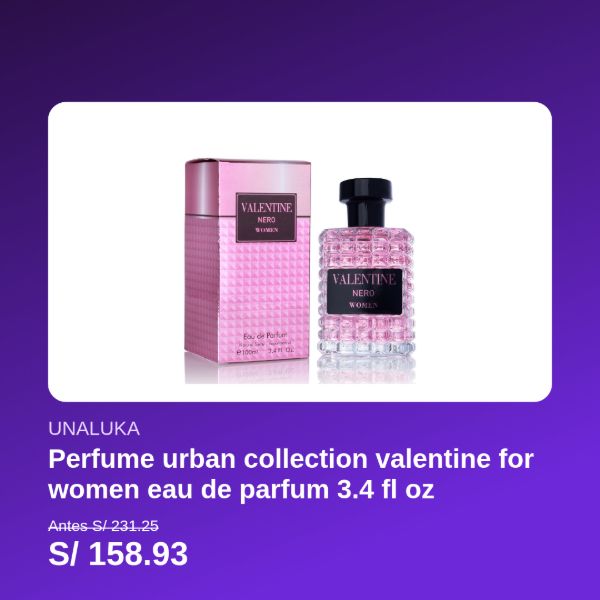 VALENTINE
NERO
WOMEN
Eau de Parfum
e100ml 3.4 Fl Oz
VALENTINE
NERO
WOMEN
UNALUKA
Perfume urban collection valentine for
women eau de parfum 3.4 fl oz
Antes S/ 231.25
S/ 158.93